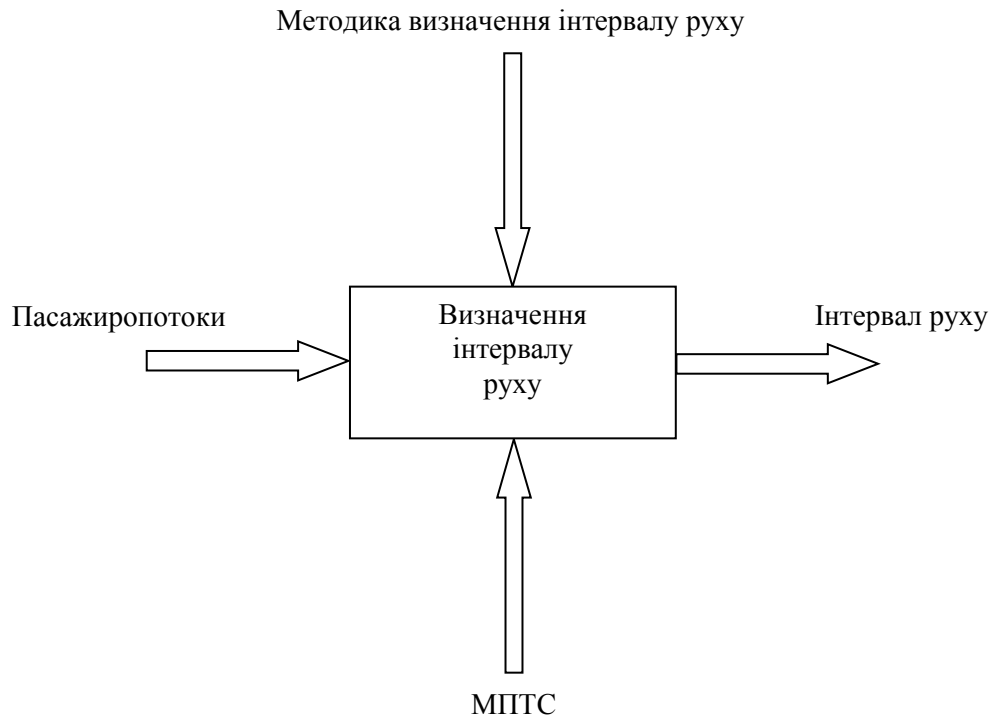 Методика визначення інтервалу руху
Пасажиропотоки
Визначення
інтервалу
руху
Інтервал руху
МПТС